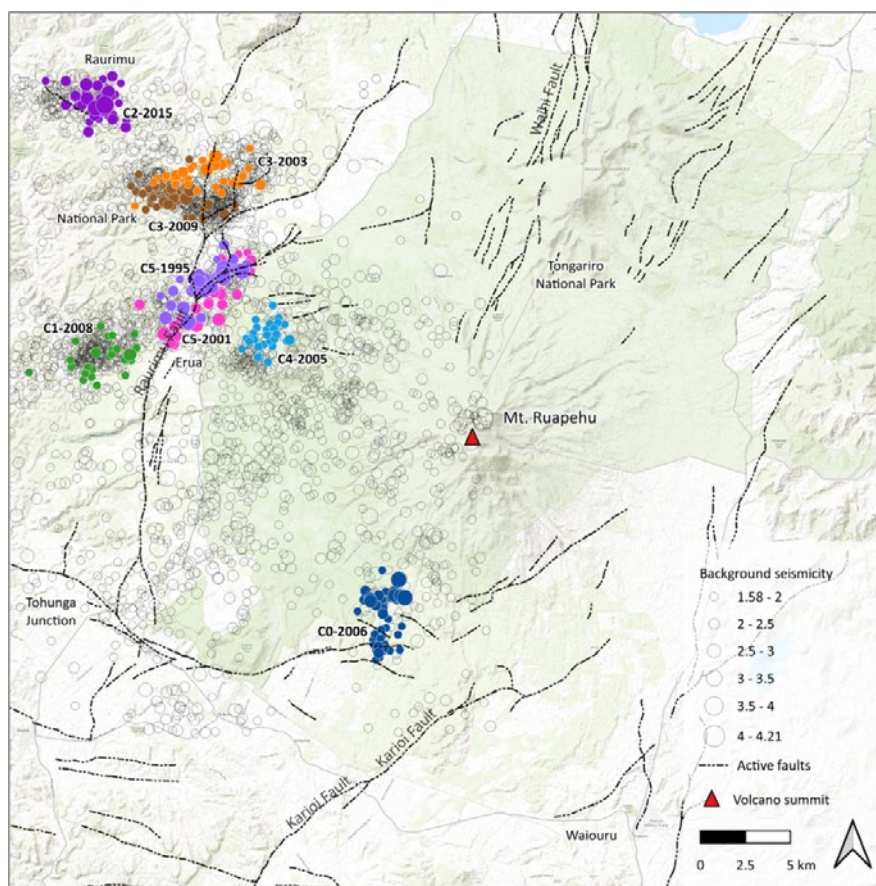 Raurimu
C2-2015
Waihi Fault
C3-2003
National Park
C3-2009
C5-1995
Tongariro
National Park
C1-2008
C5-2001
Raurimu Fault
Erua
C4-2005
Mt. Ruapehu
Background seismicity
1.58 - 2
2 - 2.5
2.5 - 3
3 - 3.5
3.5 - 4
4 - 4.21
Active faults
Volcano summit
0 2.5 5 km
Tohunga
Junction
C0-2006
Karioi Fault
Karioi Fault
Waiouru